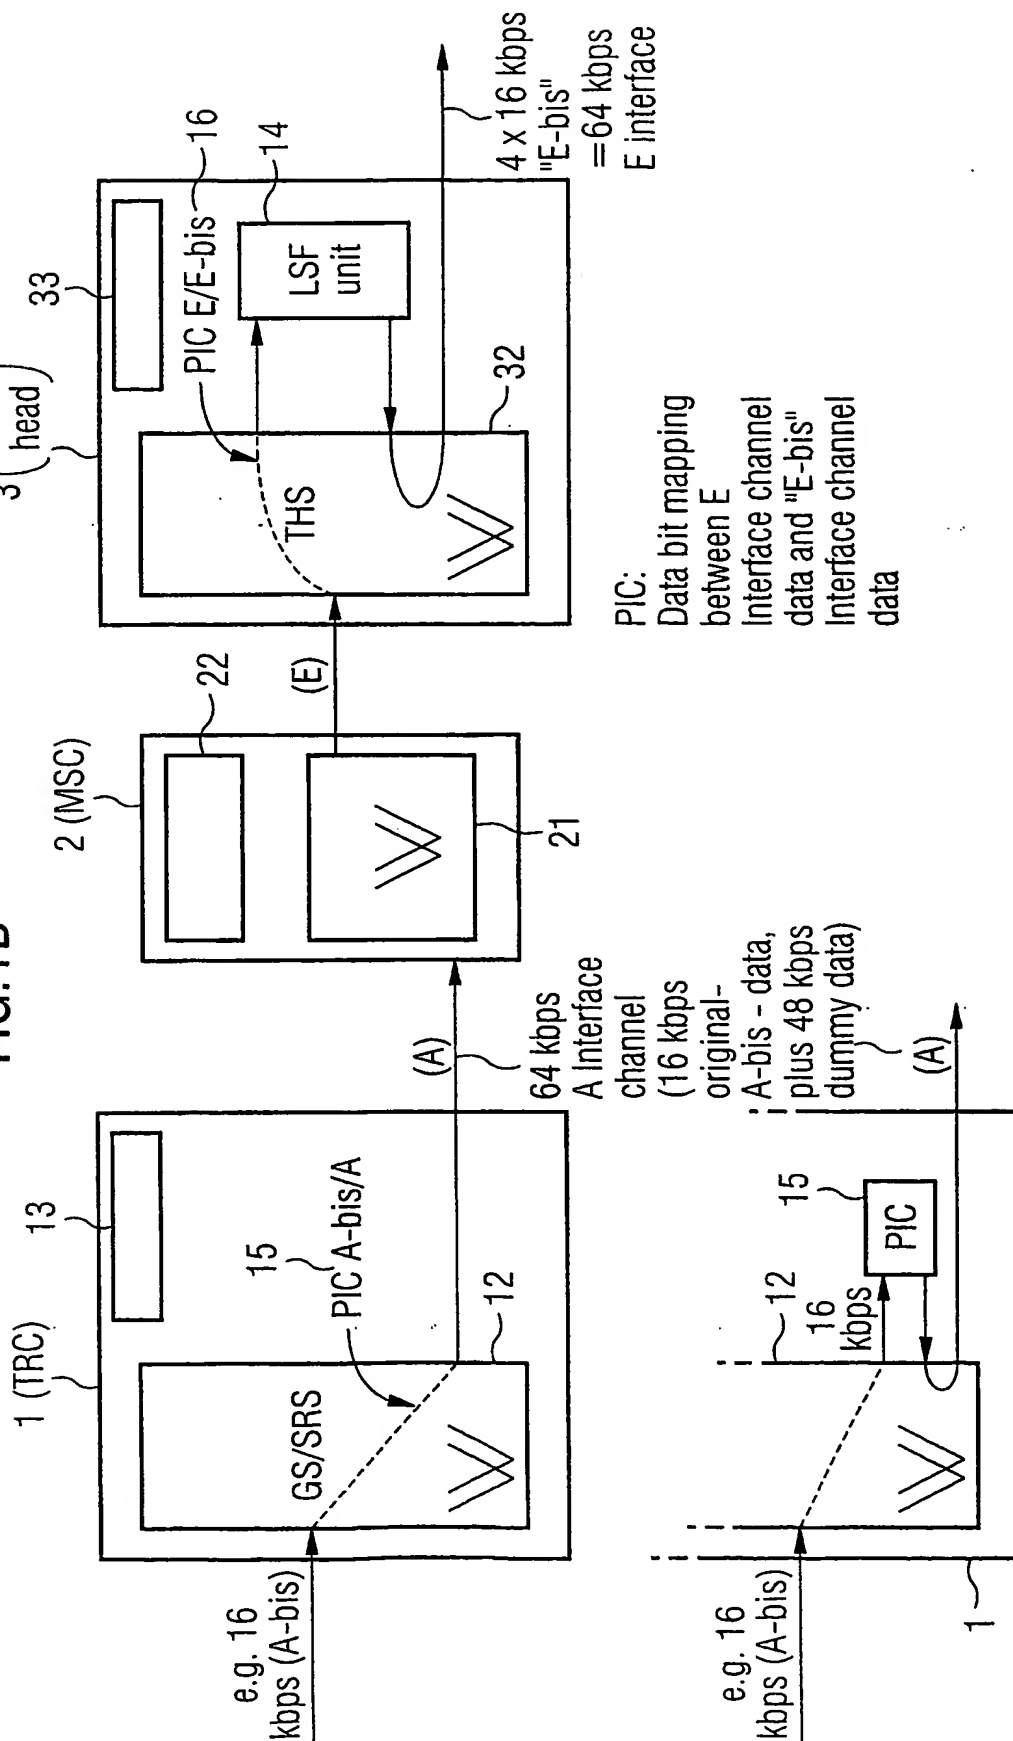 FIG.1B
1 (TRC)
13
15
PIC A-bis/A
GS/SRS
12
e.g. 16
kbps (A-bis)
(A)
64 kbps
A Interface
channel
(16 kbps
original-
A-bis - data,
plus 48 kbps
dummy data)
2 (MSC)
22
21
(E)
3
head
33
PIC E/E-bis
16
14
LSF
unit
THS
32
4 x 16 kbps
"E-bis"
=64 kbps
E interface
PIC:
Data bit mapping
between E
Interface channel
data and "E-bis"
Interface channel
data
e.g. 16
kbps (A-bis)
12
16
kbps
15
PIC
(A)
1